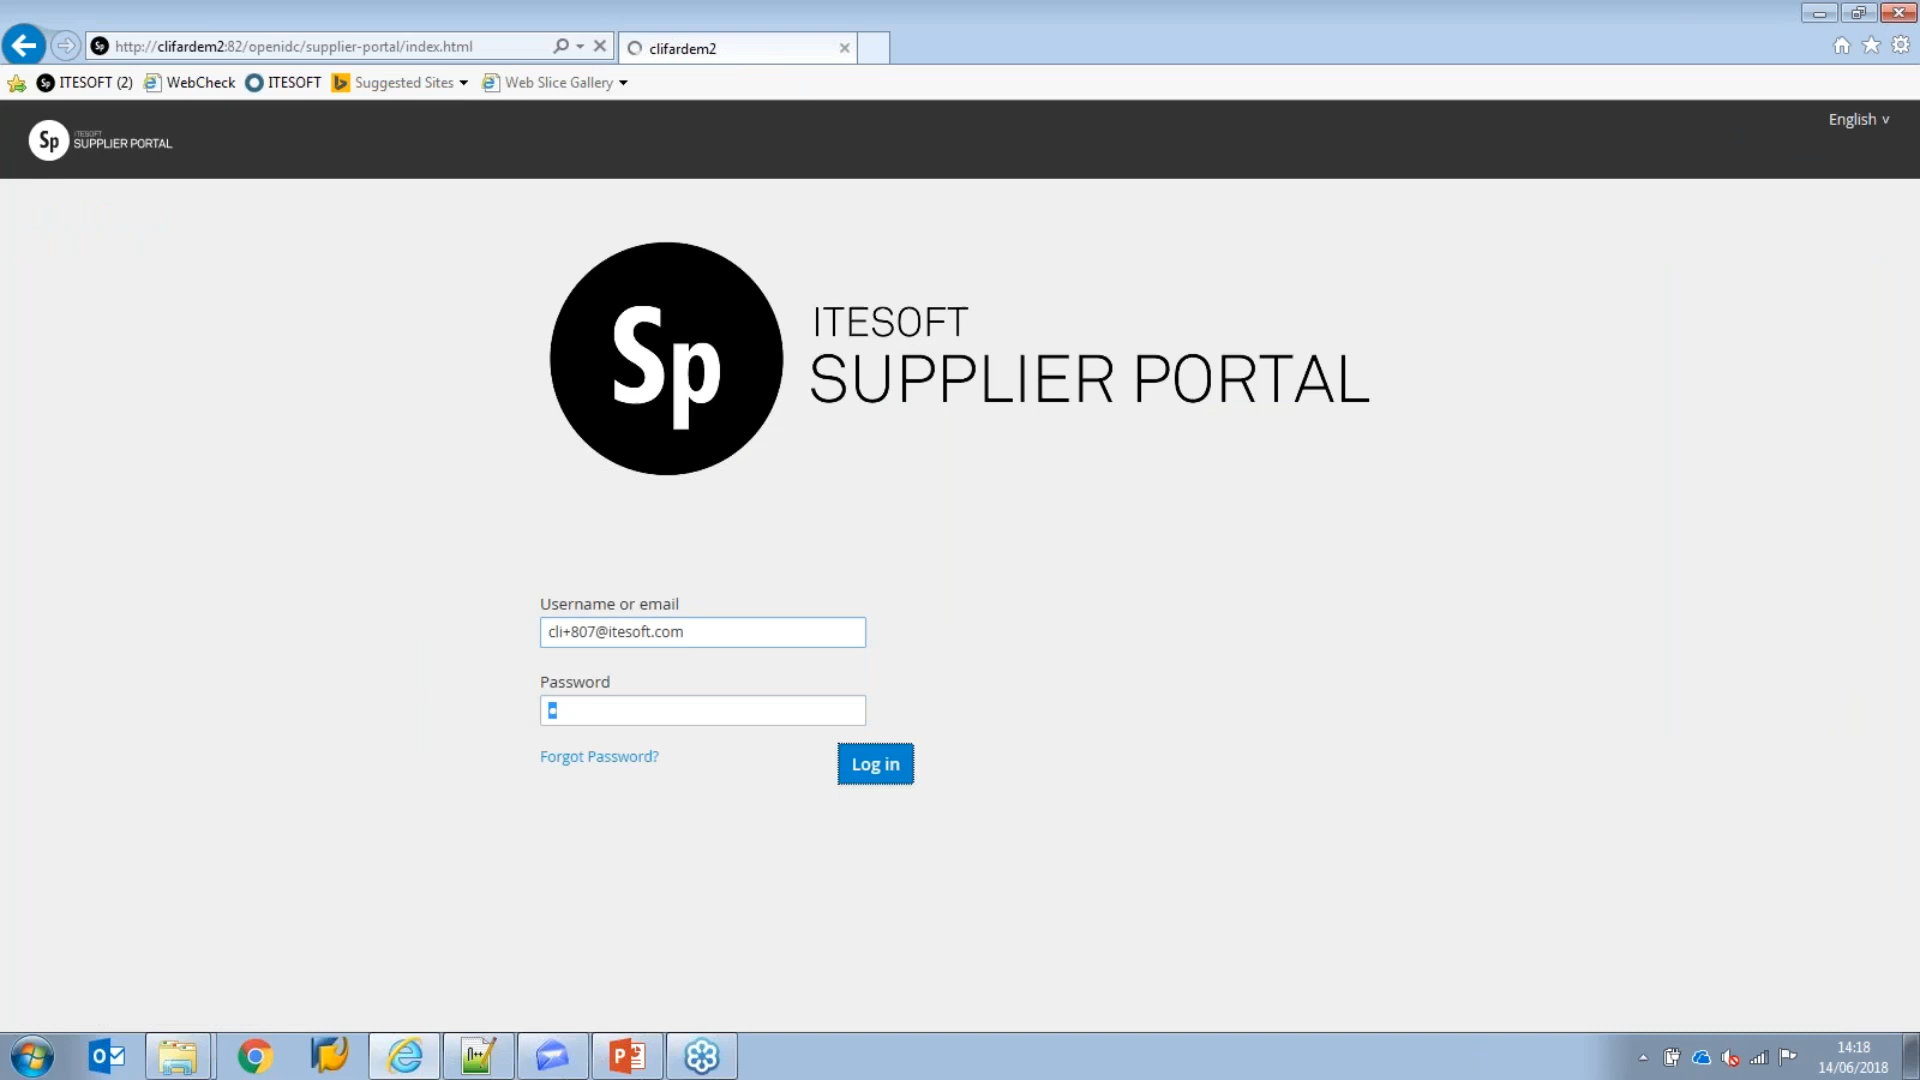 http://clifardem2:82/openidc/supplier-portal/index.html
clifardem2
ITESOFT (2)
WebCheck
ITESOFT
Suggested Sites
Web Slice Gallery
Sp
ITESOFT
SUPPLIER PORTAL
English v
Sp
ITESOFT
SUPPLIER PORTAL
Username or email
cli+807@itesoft.com
Password
Forgot Password?
Log in
14:18
14/06/2018